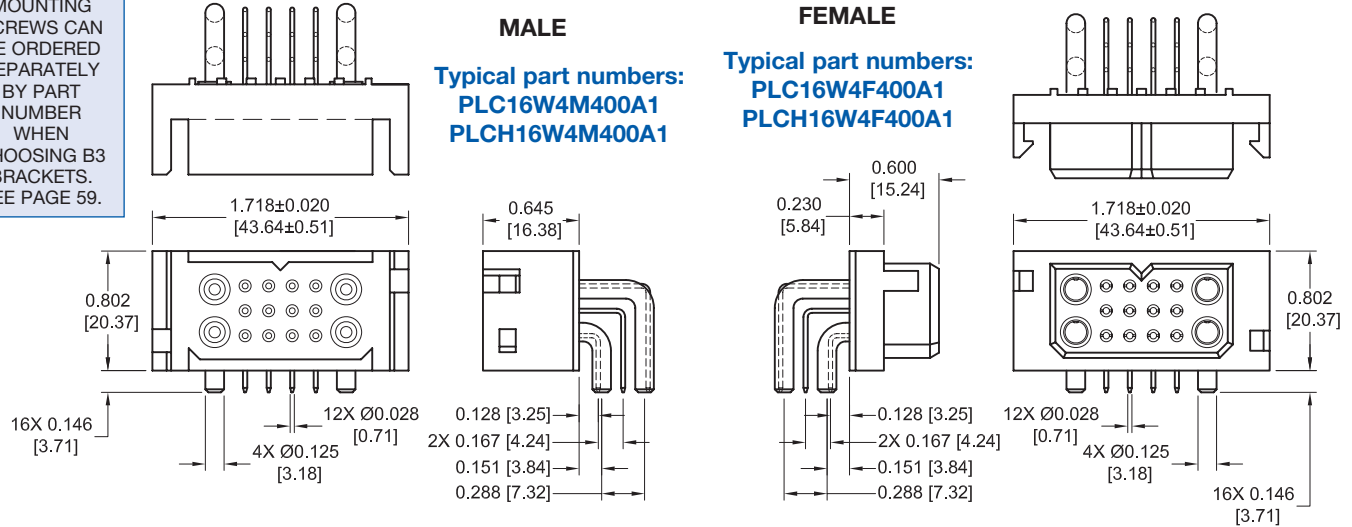 MOUNTING
CAN
ORDERED
BY PART
NUMBER
WHEN
B3
PAGE 59.
MALE
Typical part numbers:
PLC16W4M400A1
PLCH16W4M400A1
FEMALE
Typical part numbers:
PLC16W4F400A1
PLCH16W4F400A1
1.718±0.020
[43.64±0.51]
0.645
[16.38]
0.600
[15.24]
0.230
[5.84]
1.718±0.020
[43.64±0.51]
0.802
[20.37]
0.802
[20.37]
16X 0.146
[3.71]
12X Ø0.028
[0.71]
4X Ø0.125
[3.18]
0.128 [3.25]
2X 0.167 [4.24]
0.151 [3.84]
0.288 [7.32]
0.128 [3.25]
2X 0.167 [4.24]
0.151 [3.84]
0.288 [7.32]
12X Ø0.028
[0.71]
4X Ø0.125
[3.18]
16X 0.146
[3.71]